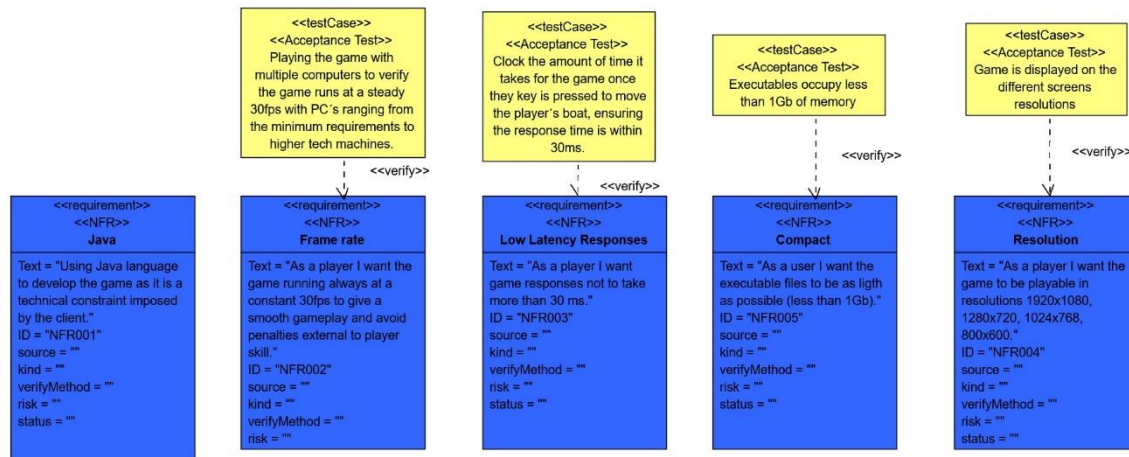 <<testCase>>
<<Acceptance Test>>
Playing the game with
multiple computers to verify
the game runs at a steady
30fps with PC´s ranging from
the minimum requirements to
higher tech machines.
<<verify>>
<<testCase>>
<<Acceptance Test>>
Clock the amount of time it
takes for the game once
they key is pressed to move
the player´s boat, ensuring
the response time is within
30ms.
<<verify>>
<<testCase>>
<<Acceptance Test>>
Executables occupy less
than 1Gb of memory
<<verify>>
<<testCase>>
<<Acceptance Test>>
Game is displayed on the
different screens
resolutions
<<verify>>
<<requirement>>
<<NFR>>
Java
Text = "Using Java language
to develop the game as it is a
technical constraint imposed
by the client."
ID = "NFR001"
source = ""
kind = ""
verifyMethod = ""
risk = ""
status = ""
<<requirement>>
<<NFR>>
Frame rate
Text = "As a player I want the
game running always at a
constant 30fps to give a
smooth gameplay and avoid
penalties external to player
skill."
ID = "NFR002"
source = ""
kind = ""
verifyMethod = ""
risk = ""
<<requirement>>
<<NFR>>
Low Latency Responses
Text = "As a player I want
game responses not to take
more than 30 ms."
ID = "NFR003"
source = ""
kind = ""
verifyMethod = ""
risk = ""
status = ""
<<requirement>>
<<NFR>>
Compact
Text = "As a user I want the
executable files to be as ligth
as possible (less than 1Gb)."
ID = "NFR005"
source = ""
kind = ""
verifyMethod = ""
risk = ""
status = ""
<<requirement>>
<<NFR>>
Resolution
Text = "As a player I want the
game to be playable in
resolutions 1920x1080,
1280x720, 1024x768,
800x600."
ID = "NFR004"
source = ""
kind = ""
verifyMethod = ""
risk = ""
status = ""